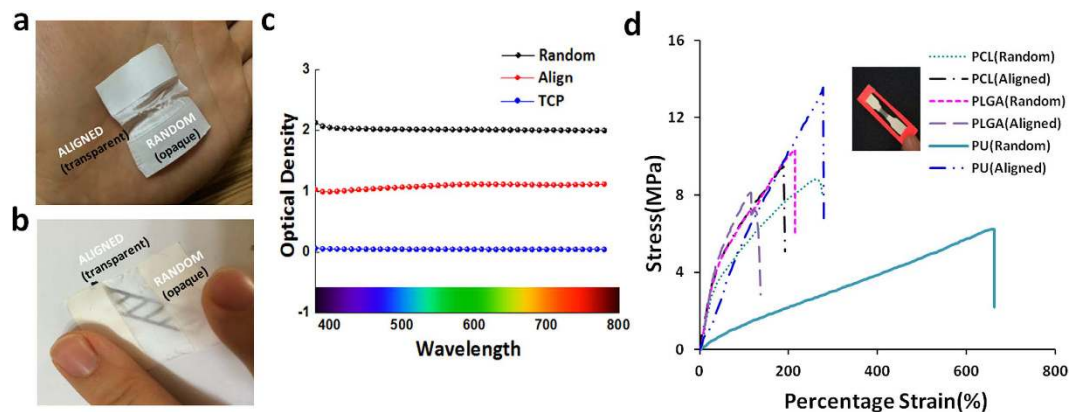 a
ALIGNED
(transparent)
RANDOM
(opaque)
b
ALIGNED
(transparent)
RANDOM
(opaque)
c
Random
Align
TCP
Optical Density
3
2
1
0
-1
400 500 600 700 800
Wavelength
d
PCL(Random)
PCL(Aligned)
PLGA(Random)
PLGA(Aligned)
PU(Random)
PU(Aligned)
Stress(MPa)
16
12
8
4
0
0 200 400 600 800
Percentage Strain(%)